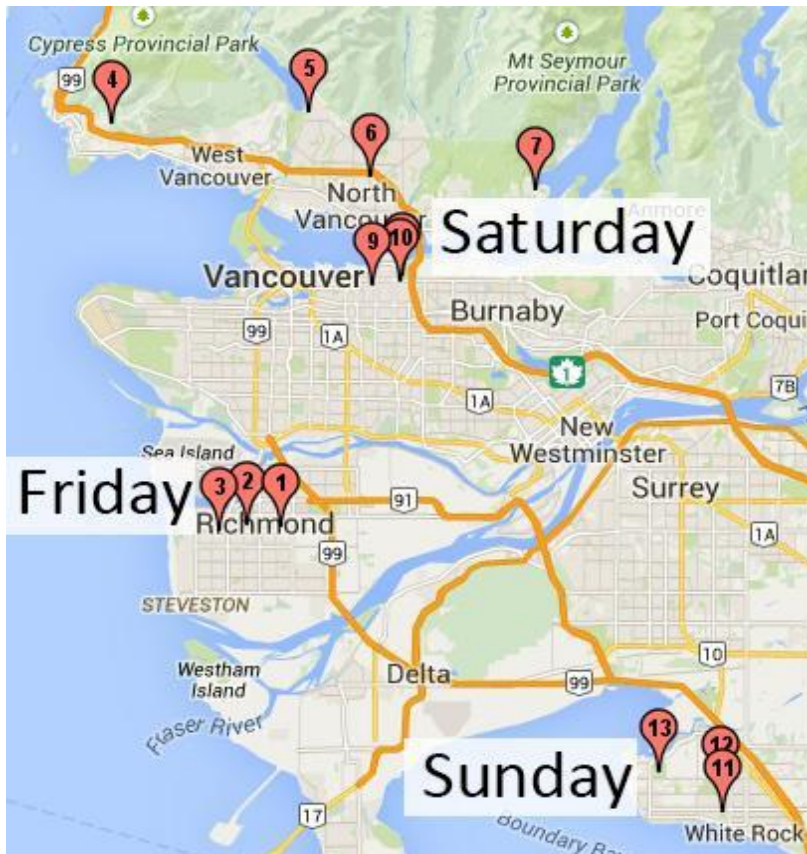 Cypress Provincial Park
5
Mt Seymour
Provincial Park
99
4
6
7
West
Vancouver
North
Vancouver
Saturday
Anmore
9
10
Vancouver
Coquitla
Burnaby
Port Coqui
99
1A
1
7B
1A
New
Westminster
Sea Island
Friday
3
2
1
Richmond
91
Surrey
99
1A
STEVESTON
Westham
Island
Delta
10
99
Fraser River
13
12
11
Sunday
17
Boundary Ba
White Rock